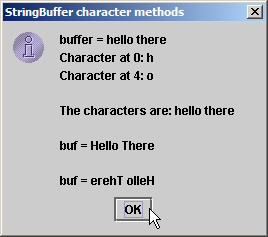 StringBuffer character methods
buffer = hello there
Character at 0: h
Character at 4: o
The characters are: hello there
buf = Hello There
buf = erehT olleH
OK